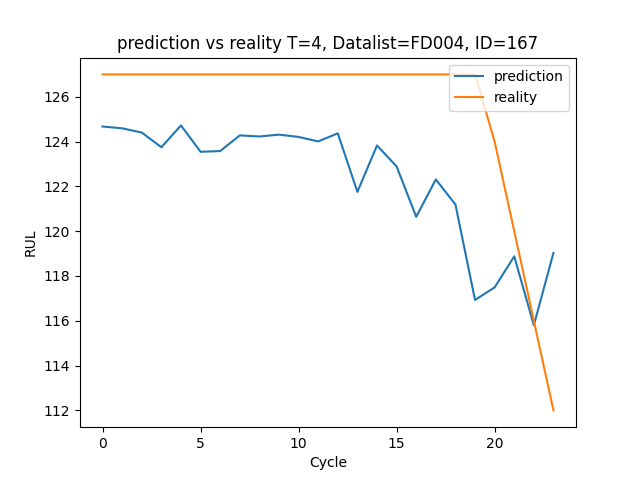 prediction vs reality T=4, Datalist=FD004, ID=167
prediction
reality
RUL
126
124
122
120
118
116
114
112
0
5
10
15
20
Cycle